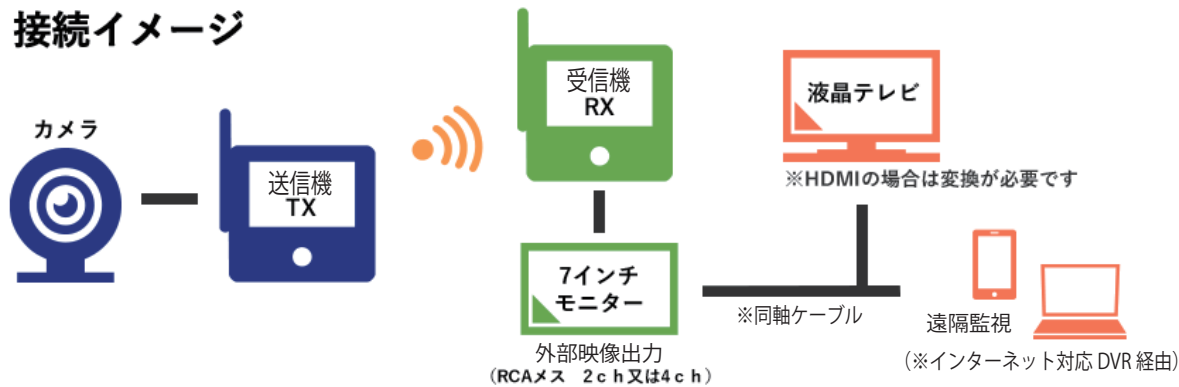 接続イメージ
カメラ
送信機
TX
受信機
RX
7インチ
モニター
外部映像出力
(RCAメス 2ch又は4ch)
液晶テレビ
※HDMIの場合は変換が必要です
※同軸ケーブル
遠隔監視
(※インターネット対応 DVR 経由)